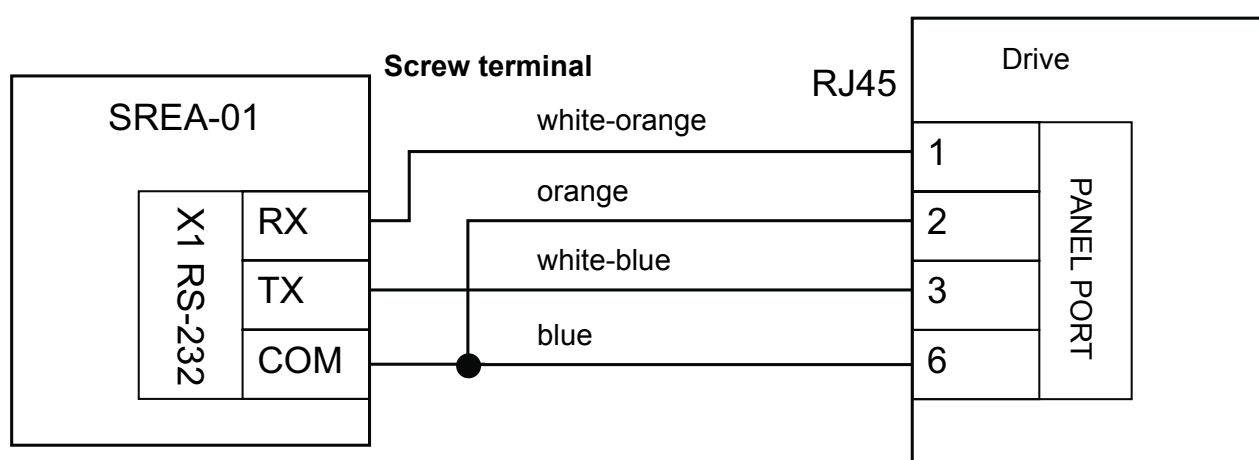 Screw terminal
SREA-01
X1 RS-232
RX
TX
COM
white-orange
orange
white-blue
blue
RJ45
Drive
1
2
3
6
PANEL PORT